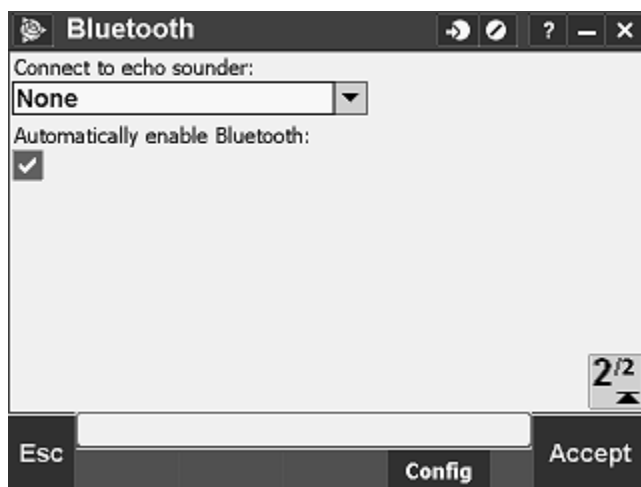 Bluetooth ?
Connect to echo sounder:
None
Automatically enable Bluetooth:
2/2
Esc Accept
Config